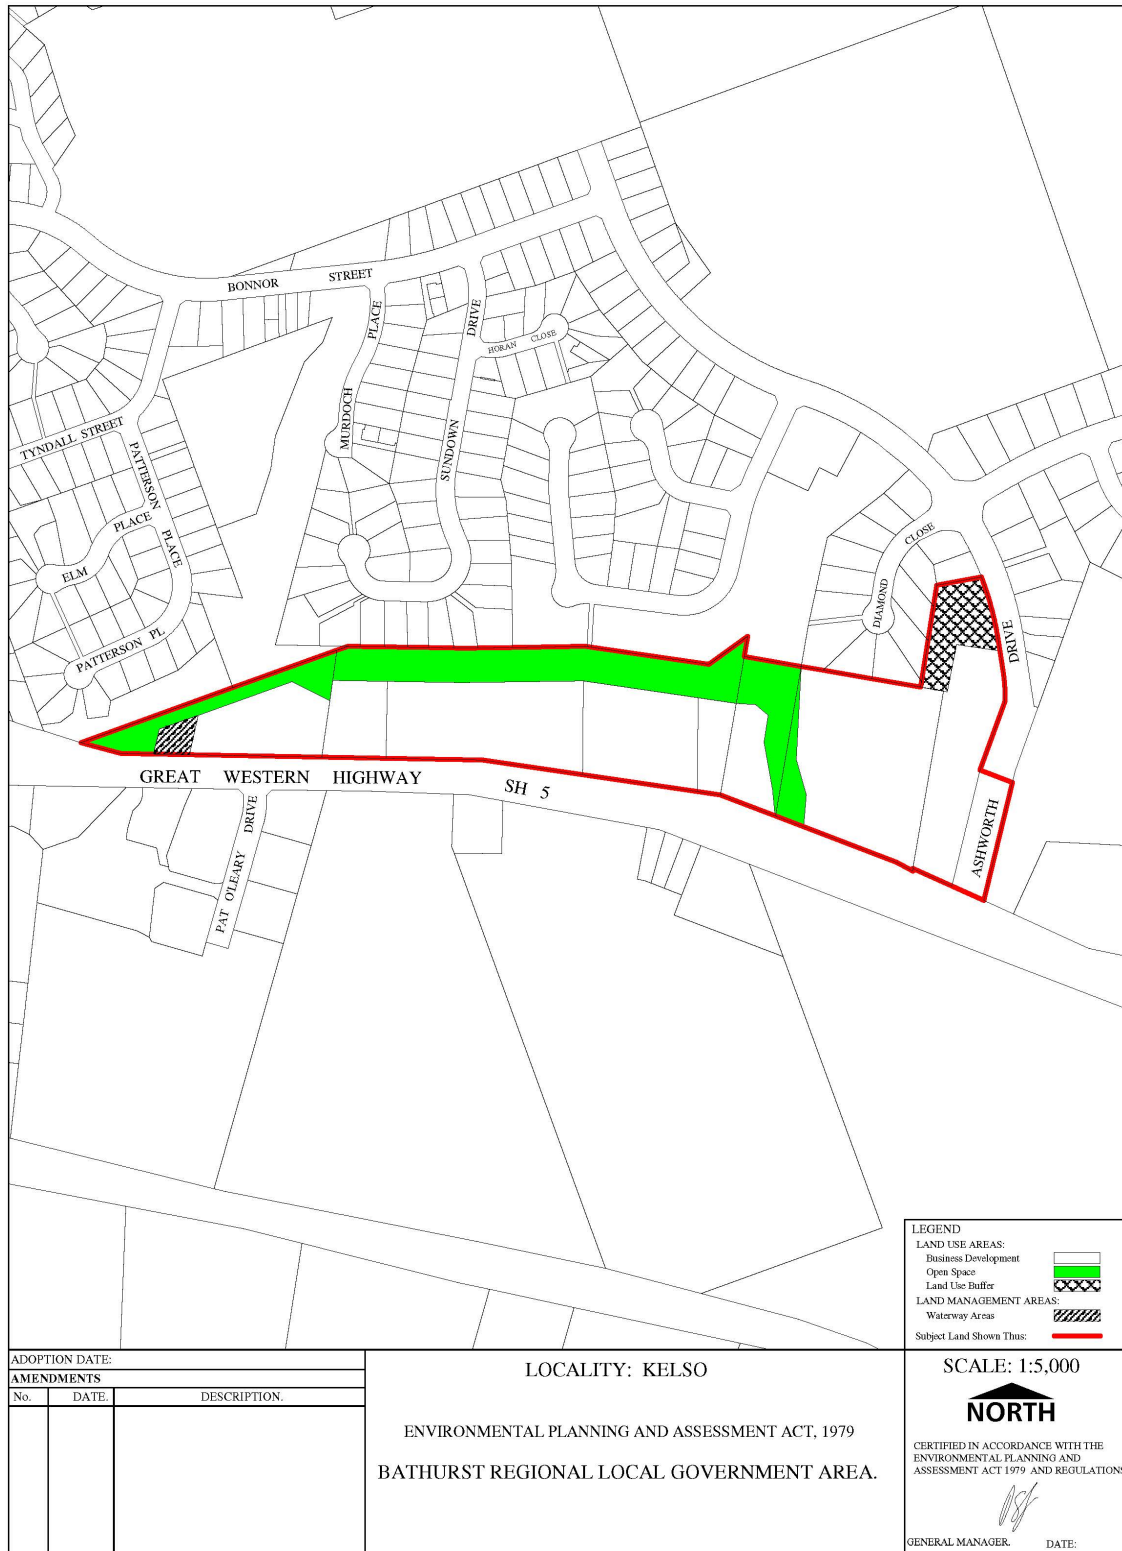 BONNOR STREET
PLACE
DRIVE
HORAN CLOSE
MURDOCH
SUNDOWN
TYNDALL STREET
PATTERSON
PLACE
PLACE
ELM
CLOSE
DIAMOND
PATTERSON PL.
DRIVE
GREAT WESTERN HIGHWAY
SH 5
DRIVE
PAT O'LEARY
ASHWORTH
LEGEND
LAND USE AREAS:
Business Development
Open Space
Land Use Buffer
LAND MANAGEMENT AREAS:
Waterway Areas
Subject Land Shown Thus:
ADOPTION DATE:
AMENDMENTS
No. DATE. DESCRIPTION.
LOCALITY: KELSO
ENVIRONMENTAL PLANNING AND ASSESSMENT ACT, 1979
BATHURST REGIONAL LOCAL GOVERNMENT AREA.
SCALE: 1:5,000
NORTH
CERTIFIED IN ACCORDANCE WITH THE
ENVIRONMENTAL PLANNING AND
ASSESSMENT ACT 1979 AND REGULATIONS
GENERAL MANAGER. DATE: